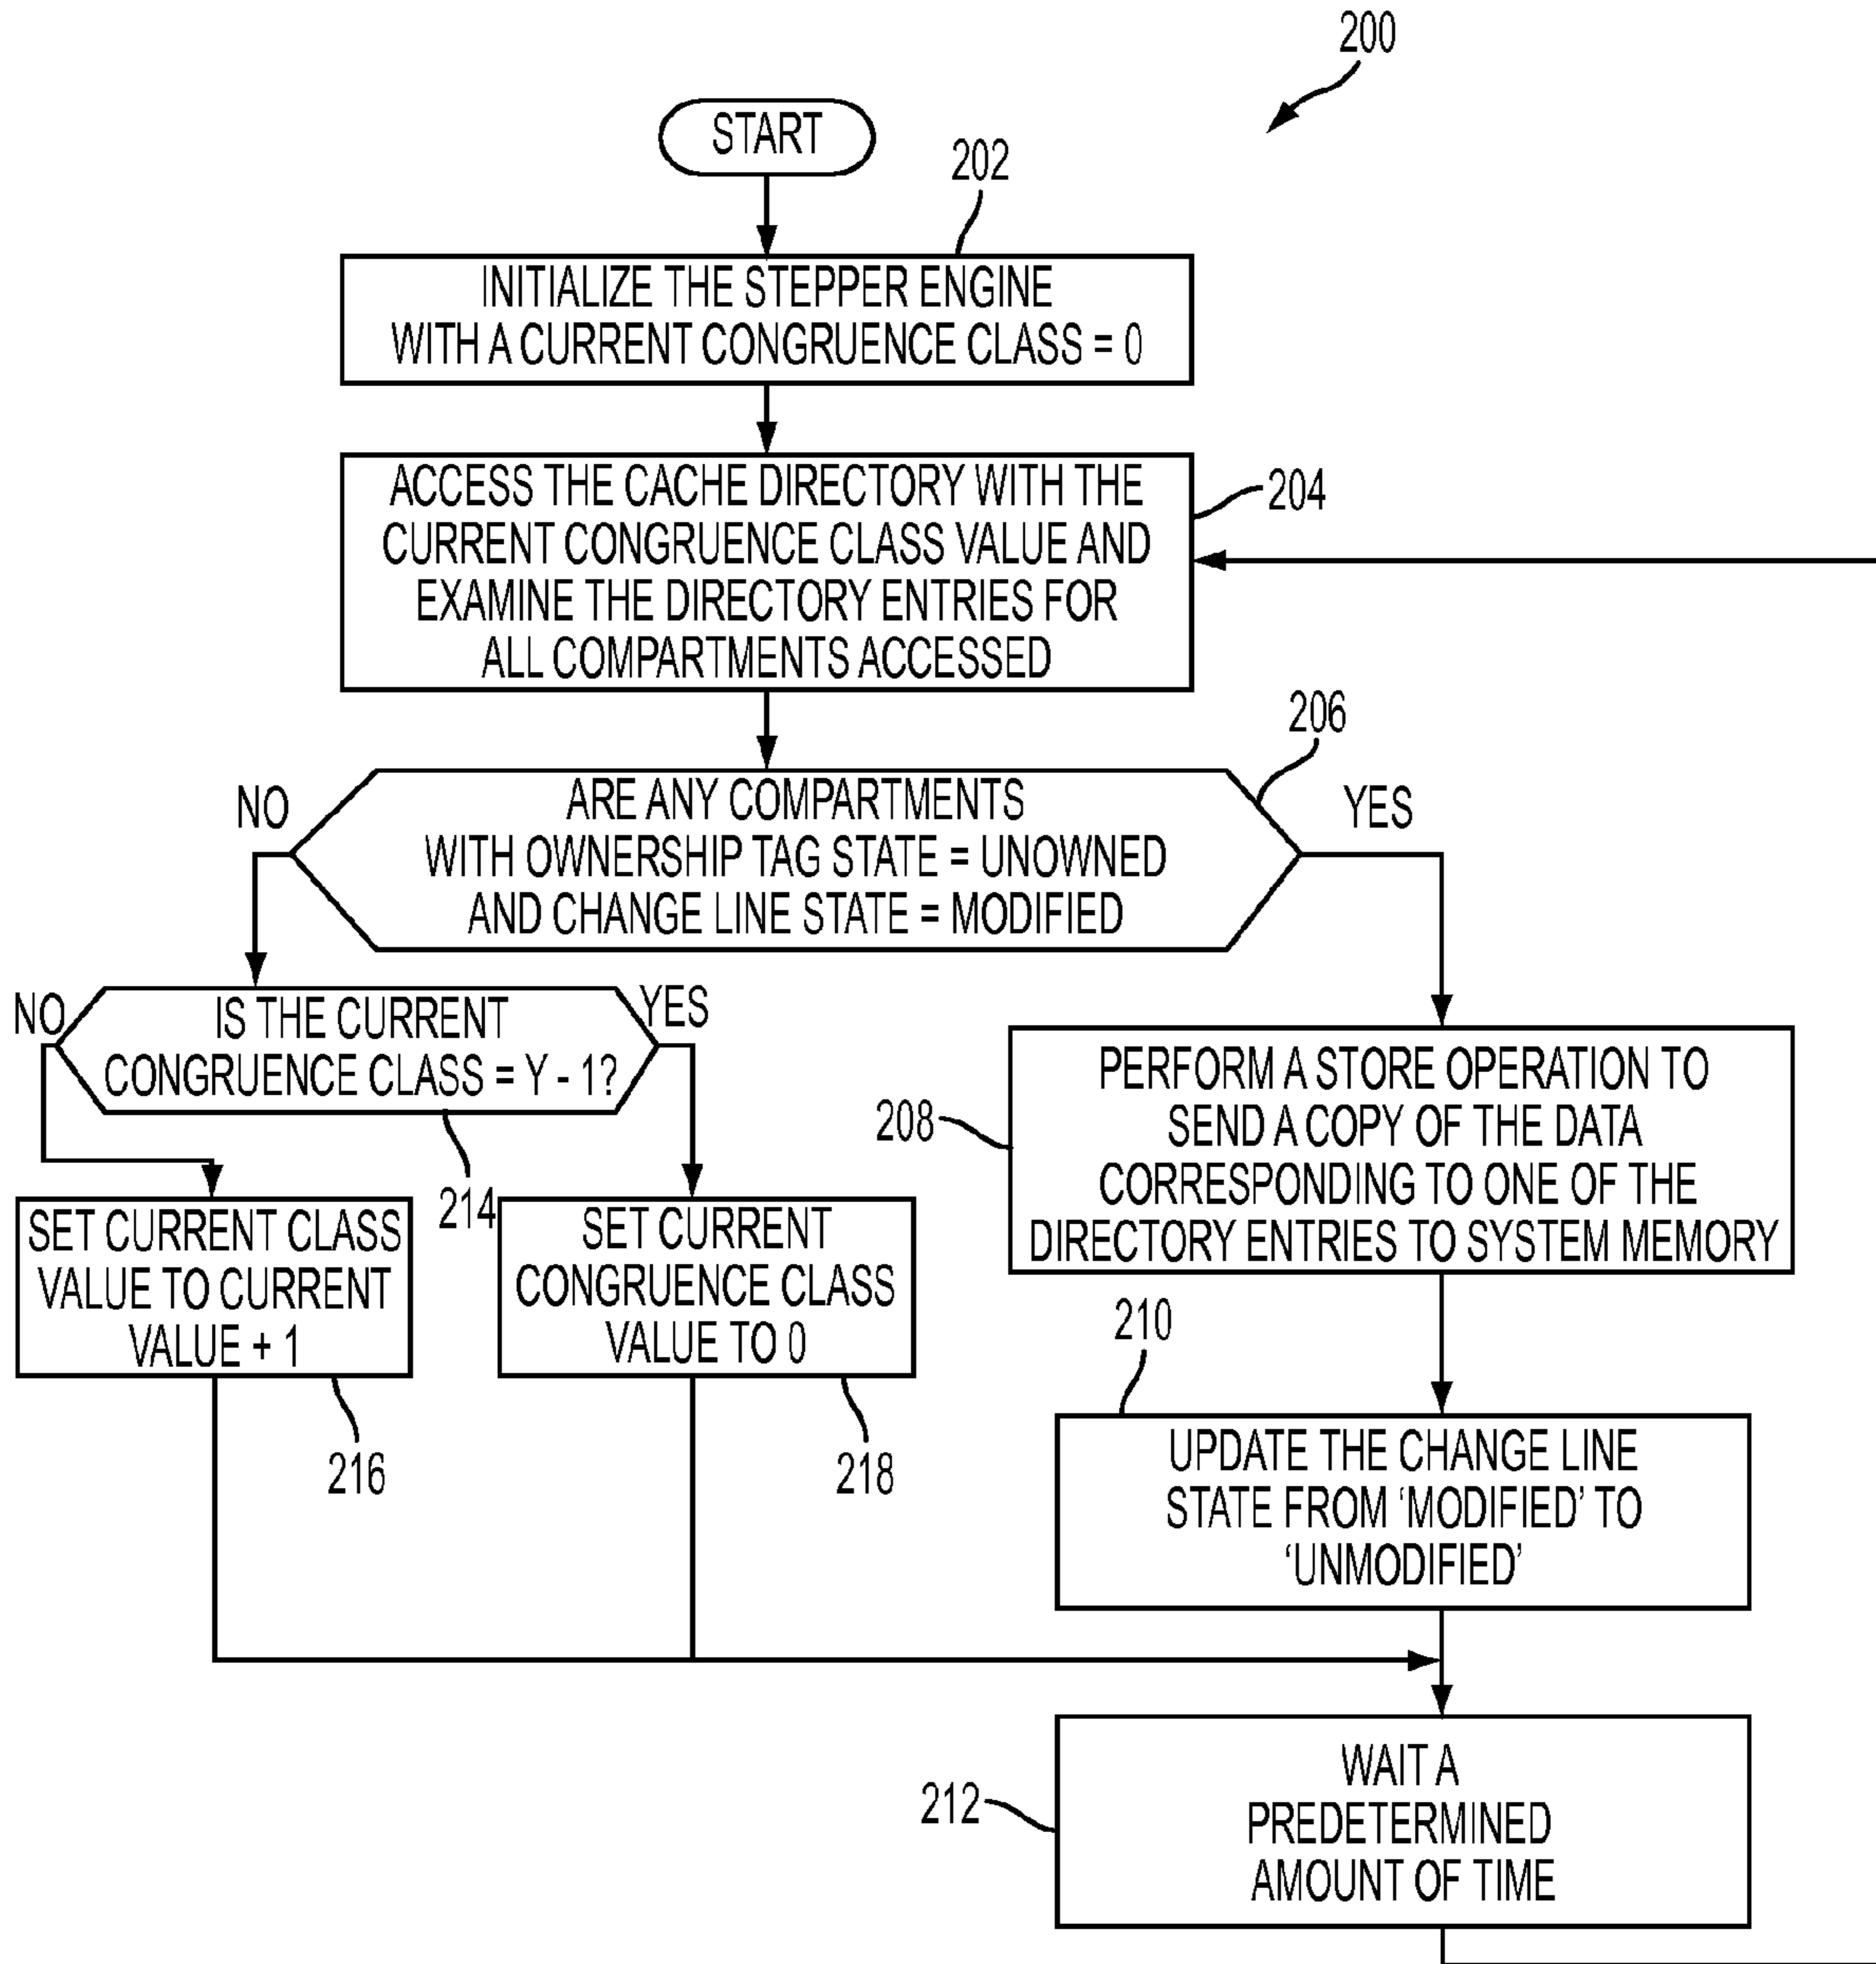 200
START
202
INITIALIZE THE STEPPER ENGINE
WITH A CURRENT CONGRUENCE CLASS = 0
ACCESS THE CACHE DIRECTORY WITH THE
CURRENT CONGRUENCE CLASS VALUE AND
EXAMINE THE DIRECTORY ENTRIES FOR
ALL COMPARTMENTS ACCESSED
204
206
NO
ARE ANY COMPARTMENTS
WITH OWNERSHIP TAG STATE = UNOWNED
AND CHANGE LINE STATE = MODIFIED
YES
NO
IS THE CURRENT
CONGRUENCE CLASS = Y - 1?
YES
214
208
PERFORM A STORE OPERATION TO
SEND A COPY OF THE DATA
CORRESPONDING TO ONE OF THE
DIRECTORY ENTRIES TO SYSTEM MEMORY
SET CURRENT CLASS
VALUE TO CURRENT
VALUE + 1
216
SET CURRENT
CONGRUENCE CLASS
VALUE TO 0
218
210
UPDATE THE CHANGE LINE
STATE FROM ‘MODIFIED’ TO
‘UNMODIFIED’
212
WAIT A
PREDETERMINED
AMOUNT OF TIME